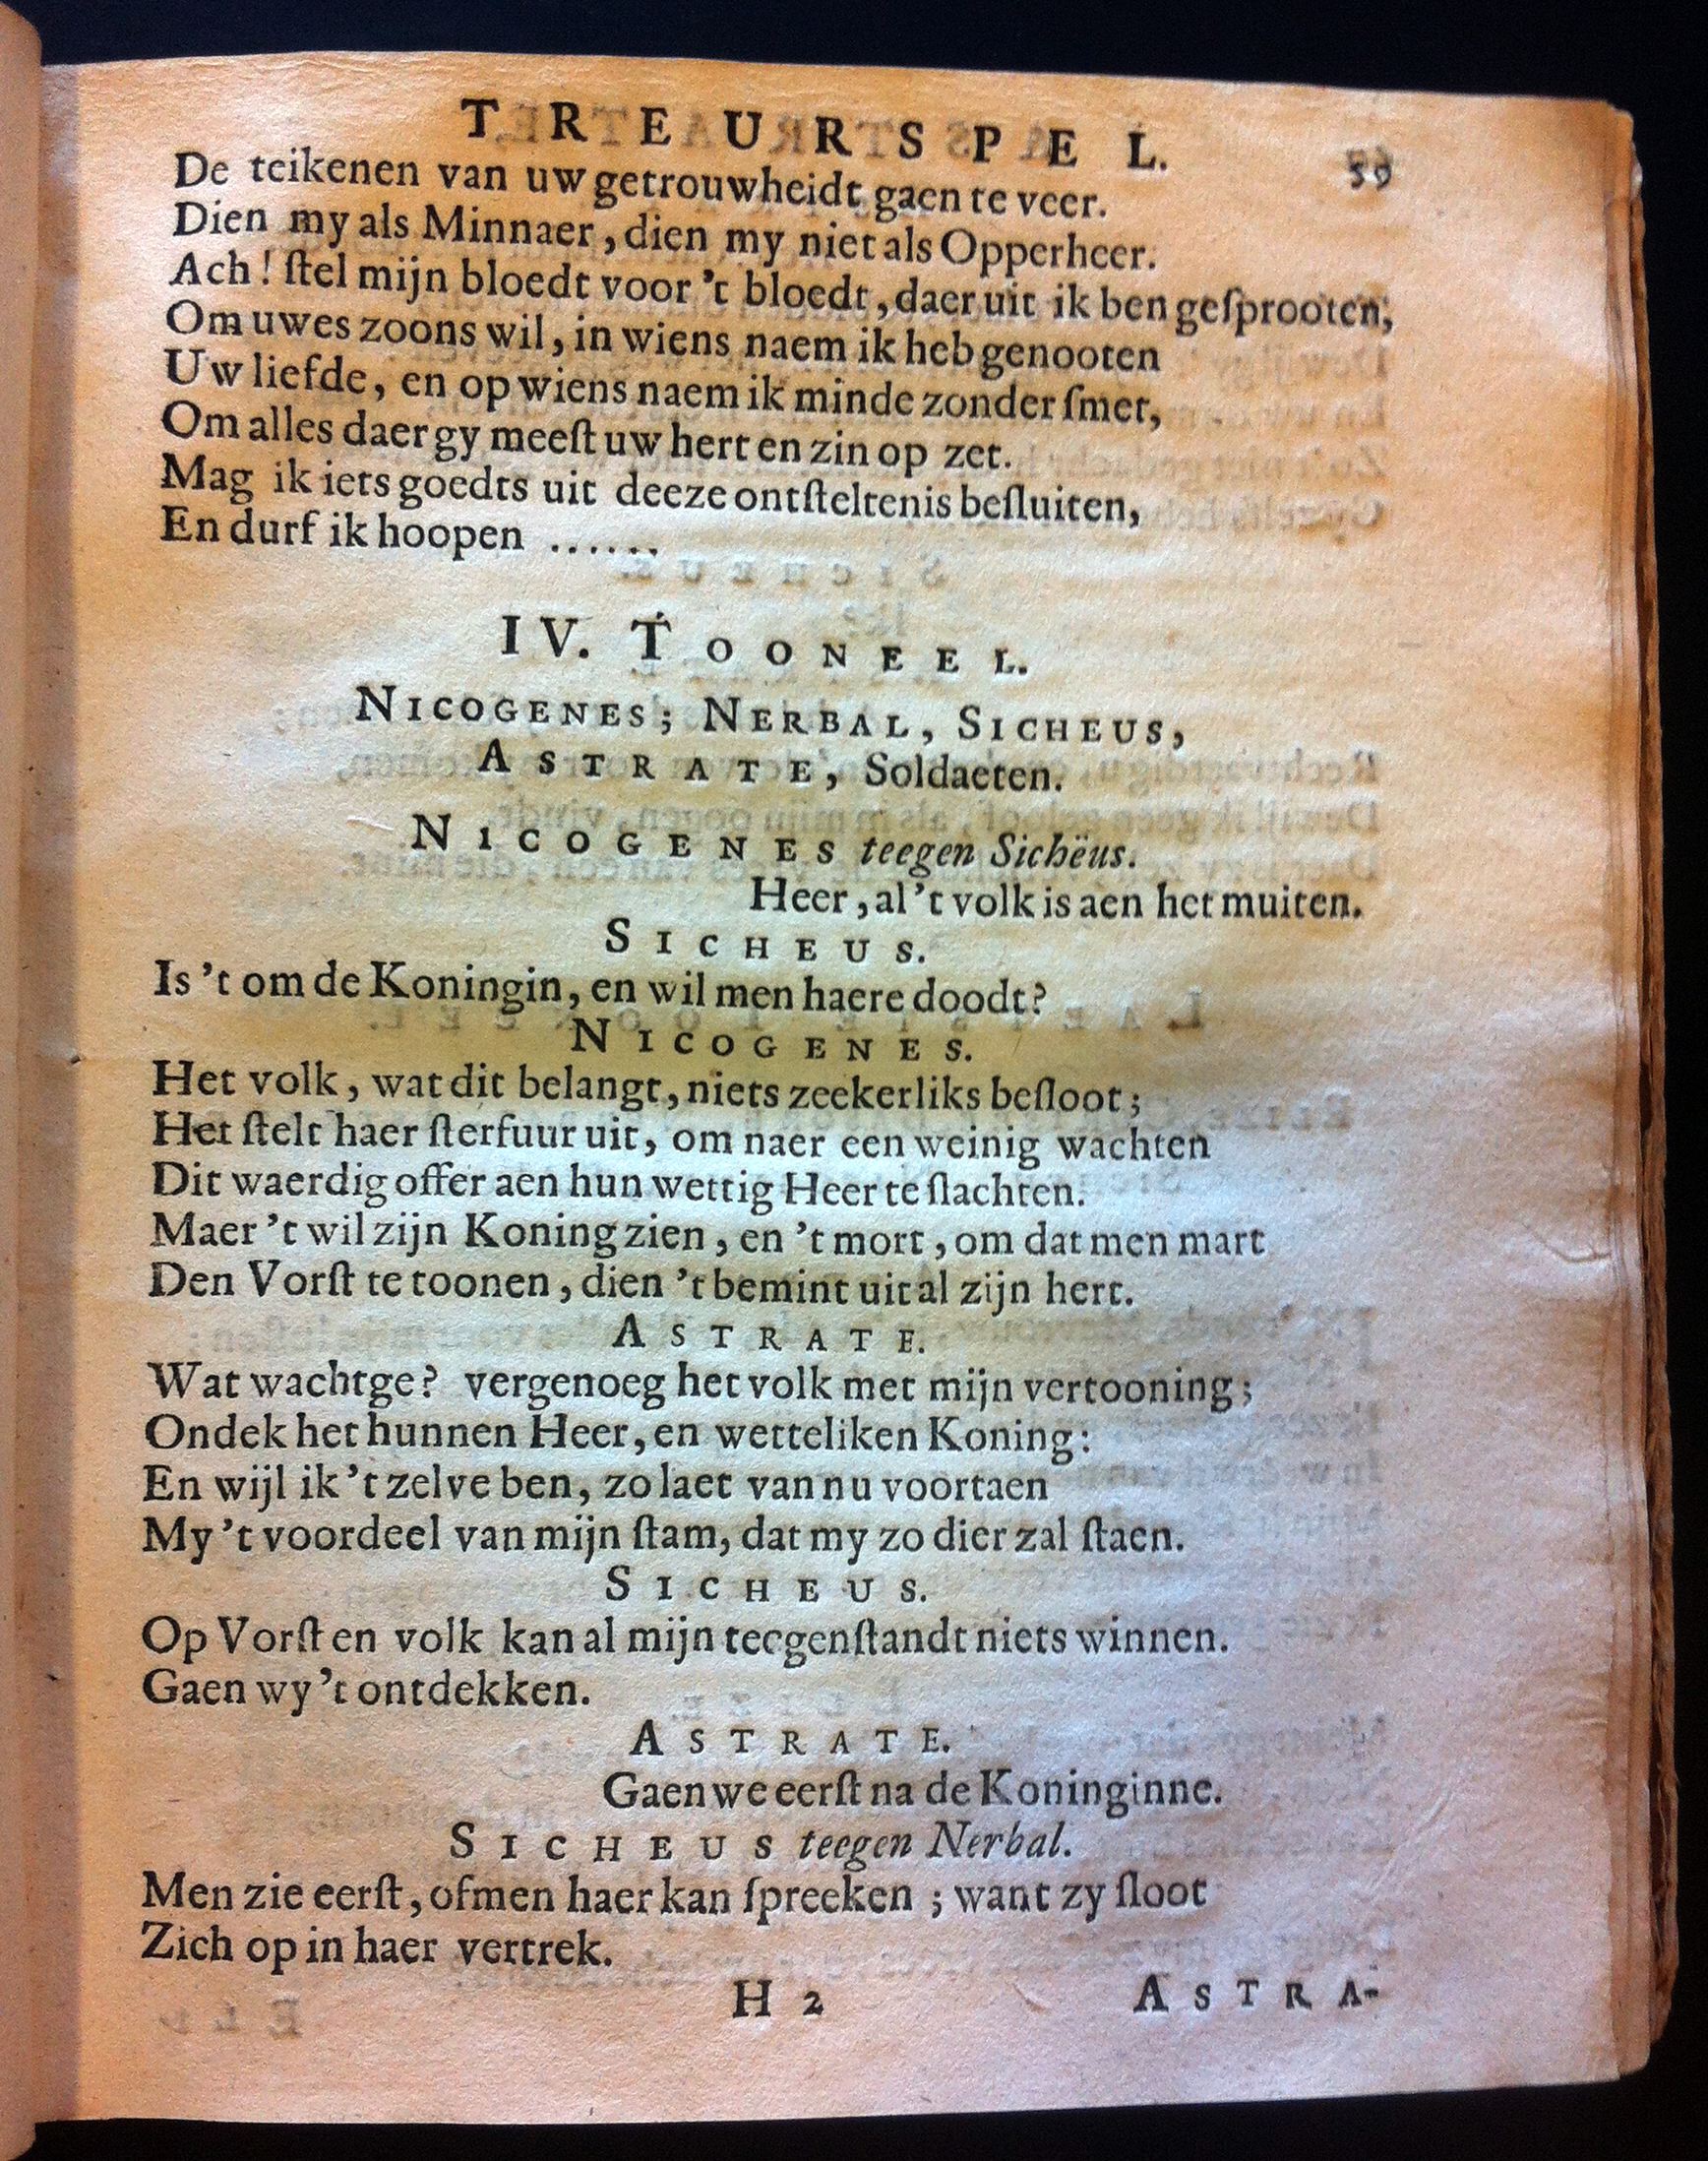 TREURSPEL. 59
De teikenen van uw getrouwheidt gaen te veer.
Dien my als Minnaer, dien my niet als Opperheer.
Ach! ſtel mijn bloedt voor 't bloedt, daer uit ik ben geſprooten,
Om uwes zoons wil, in wiens naem ik heb genooten
Uw liefde, en op wiens naem ik minde zonder ſmet,
Om alles daer gy meeſt uw hert en zin op zet.
Mag ik iets goedts uit deeze ontſteltenis beſluiten,
En durf ik hoopen ......
IV. TOONEEL.
NICOGENES; NERBAL, SICHEUS,
ASTRATE, Soldaeten.
NICOGENES teegen Sichëus.
Heer, al 't volk is aen het muiten.
SICHEUS.
Is 't om de Koningin, en wil men haere doodt?
NICOGENES.
Het volk, wat dit belangt, niets zeekerliks beſloot;
Het ſtelt haer ſterfuur uit, om naer een weinig wachten
Dit waerdig offer aen hun wettig Heer te ſlachten.
Maer 't wil zijn Koning zien, en 't mort, om dat men mart
Den Vorſt te toonen, dien 't bemint uit al zijn hert.
ASTRATE.
Wat wachtge? vergenoeg het volk met mijn vertooning;
Ondek het hunnen Heer, en wetteliken Koning:
En wijl ik 't zelve ben, zo laet van nu voortaen
My 't voordeel van mijn ſtam, dat my zo dier zal ſtaen.
SICHEUS.
Op Vorſt en volk kan al mijn teegenſtandt niets winnen.
Gaen wy 't ontdekken.
ASTRATE.
Gaen we eerſt na de Koninginne.
SICHEUS teegen Nerbal.
Men zie eerſt, ofmen haer kan ſpreeken; want zy ſloot
Zich op in haer vertrek.
H 2 ASTRA-